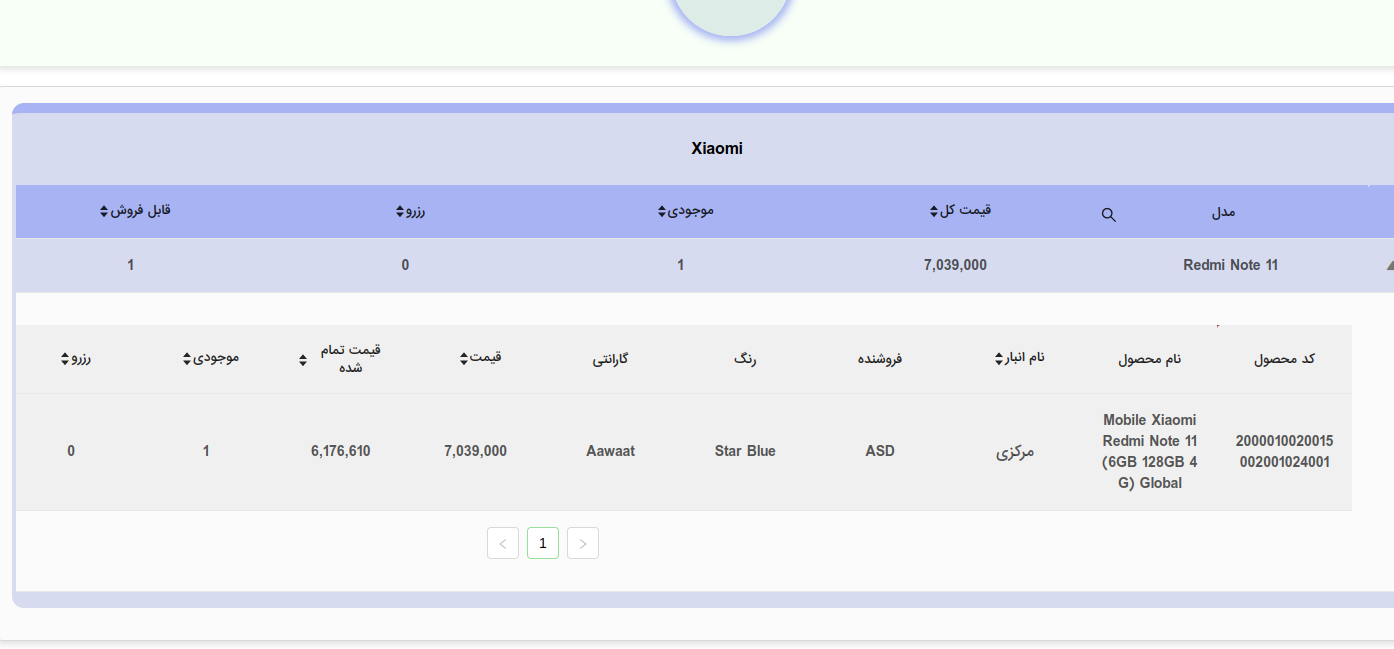 Xiaomi
مدل
قیمت کل
موجودی
رزرو
قابل فروش
Redmi Note 11
7,039,000
1
0
1
کد محصول
نام محصول
نام انبار
فروشنده
رنگ
گارانتی
قیمت
قیمت تمام
شده
موجودی
رزرو
2000010020015
002001024001
Mobile Xiaomi
Redmi Note 11
(6GB 128GB 4
G) Global
مرکزی
ASD
Star Blue
Aawaat
7,039,000
6,176,610
1
0
1